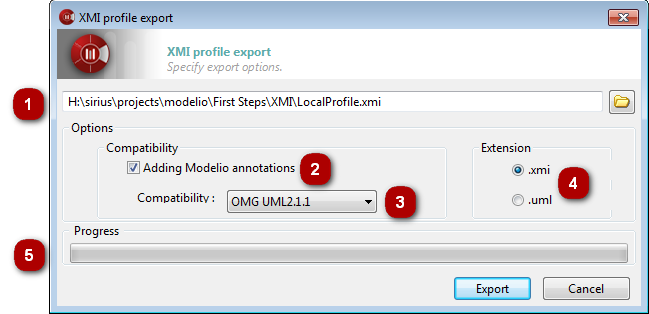 XMI profile export
XMI profile export
Specify export options.
1
H:\sirius\projects\modelio\First Steps\XMI\LocalProfile.xmi
Options
Compatibility
Extension
Adding Modelio annotations
2
.xmi
4
Compatibility :
OMG UML2.1.1
3
.uml
Progress
5
Export
Cancel